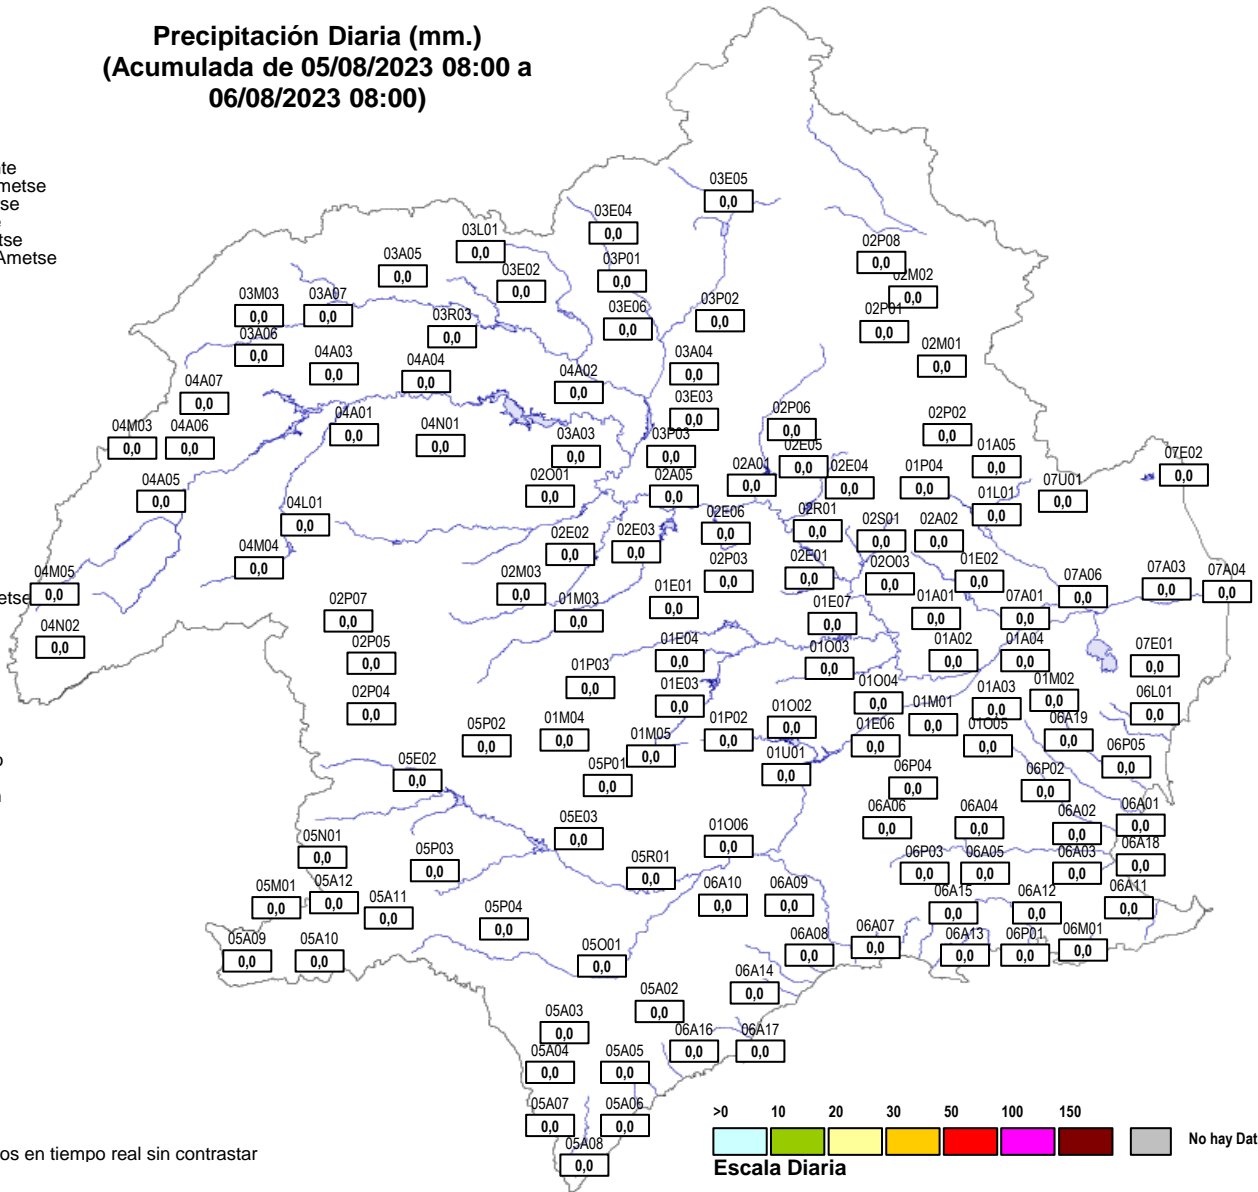 Precipitación Diaria (mm.)
(Acumulada de 05/08/2023 08:00 a
06/08/2023 08:00)
te
metse
se
tse
Ametse
03E05
0,0
03E04
0,0
03L01
0,0
03A05
0,0
03E02
0,0
03P01
0,0
02P08
0,0
02M02
0,0
03M03
0,0
03A07
0,0
03R03
0,0
03E06
0,0
03P02
0,0
02P01
0,0
03A06
0,0
04A03
0,0
04A04
0,0
04A02
0,0
03A04
0,0
02M01
0,0
04A07
0,0
03E03
0,0
04M03
0,0
04A06
0,0
04A01
0,0
04N01
0,0
03A03
0,0
03P03
0,0
02P06
0,0
02E05
0,0
02P02
0,0
01A05
0,0
07E02
0,0
04A05
0,0
02O01
0,0
02A05
0,0
02A01
0,0
02E04
0,0
01P04
0,0
01L01
0,0
07U01
0,0
04L01
0,0
02E06
0,0
02R01
0,0
02S01
0,0
02A02
0,0
04M04
0,0
02E02
0,0
02E03
0,0
02P03
0,0
02E01
0,0
02O03
0,0
01E02
0,0
04M05
0,0
etse
02M03
0,0
01M03
0,0
01E01
0,0
01E07
0,0
01A01
0,0
07A01
0,0
07A06
0,0
07A03
0,0
07A04
0,0
04N02
0,0
02P07
0,0
02P05
0,0
01E04
0,0
01O03
0,0
01A02
0,0
01A04
0,0
07E01
0,0
02P04
0,0
01P03
0,0
01E03
0,0
01O04
0,0
01A03
0,0
01M02
0,0
06L01
0,0
05P02
0,0
01M04
0,0
01M05
0,0
01P02
0,0
01O02
0,0
01E06
0,0
01M01
0,0
01O05
0,0
06A19
0,0
06P05
0,0
05E02
0,0
05P01
0,0
01U01
0,0
06P04
0,0
06P02
0,0
05E03
0,0
01O06
0,0
06A06
0,0
06A04
0,0
06A02
0,0
06A01
0,0
05N01
0,0
05P03
0,0
05R01
0,0
06P03
0,0
06A05
0,0
06A03
0,0
06A18
0,0
05M01
0,0
05A12
0,0
05A11
0,0
05P04
0,0
06A10
0,0
06A09
0,0
06A15
0,0
06A12
0,0
06A11
0,0
05A09
0,0
05A10
0,0
05O01
0,0
06A08
0,0
06A07
0,0
06A13
0,0
06P01
0,0
06M01
0,0
06A14
0,0
05A02
0,0
05A03
0,0
06A16
0,0
06A17
0,0
05A04
0,0
05A05
0,0
05A07
0,0
05A06
0,0
05A08
0,0
>0 10 20 30 50 100 150
No hay Dat
Escala Diaria
os en tiempo real sin contrastar